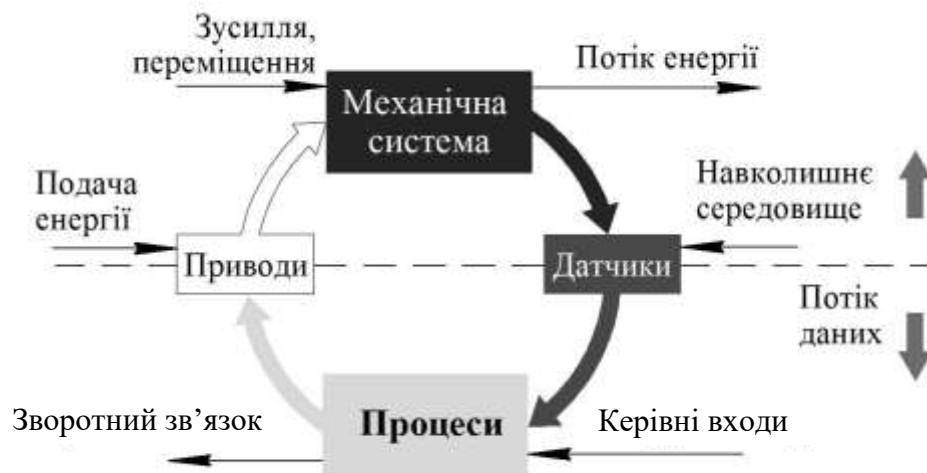 Зусилля,
переміщення
Потік енергії
Механічна
система
Подача
енергії
Навколишнє
середовище
Приводи
Датчики
Потік
даних
Зворотний зв’язок
Процеси
Керівні входи